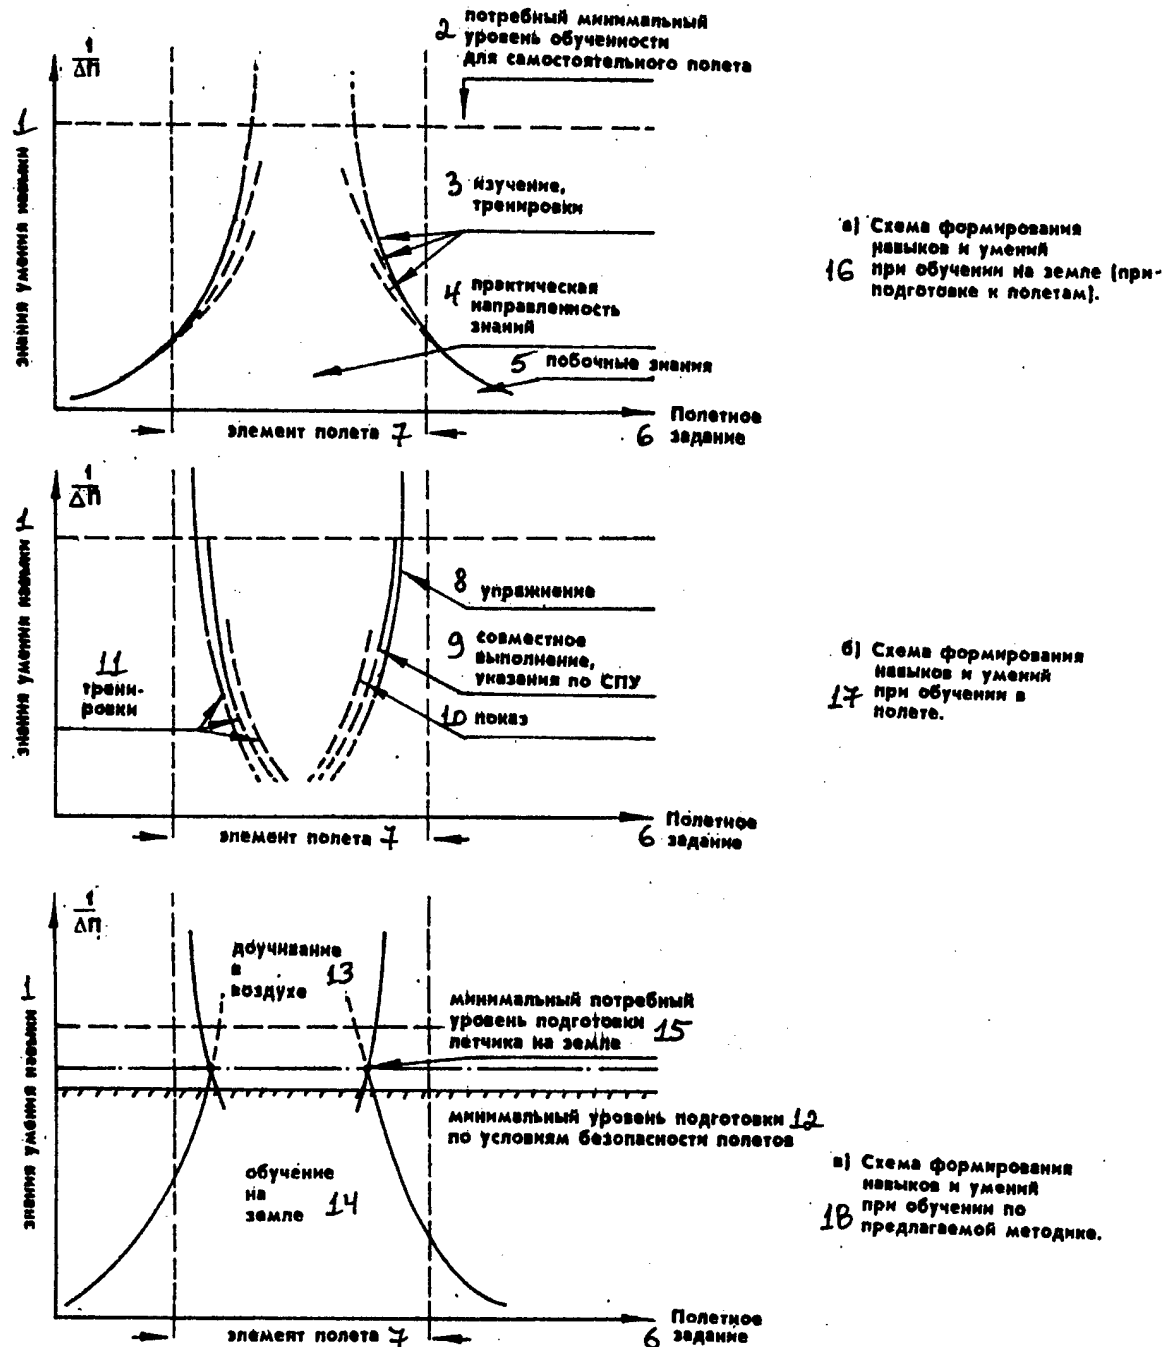 1
ΔП
2 потребный минимальный
уровень обученности
для самостоятельного полета
знания умения навыки 1
3 изучение,
тренировки
4 практическая
направленность
знаний
5 побочные знания
элемент полета 7
6 Полетное
задание
а) Схема формирования
навыков и умений
16 при обучении на земле (при-
подготовке к полетам).
1
ΔП
знания умения навыки 1
8 упражнение
9 совместное
выполнение,
указания по СПУ
10 показ
11
трени-
ровки
элемент полета 7
6 Полетное
задание
б) Схема формирования
навыков и умений
17 при обучении в
полете.
1
ΔП
знания умения навыки 1
доучивание
в 13
воздухе
минимальный потребный
уровень подготовки 15
летчика на земле
минимальный уровень подготовки 12
по условиям безопасности полетов
обучение
на 14
земле
элемент полета 7
6 Полетное
задание
в) Схема формирования
навыков и умений
18 при обучении по
предлагаемой методике.